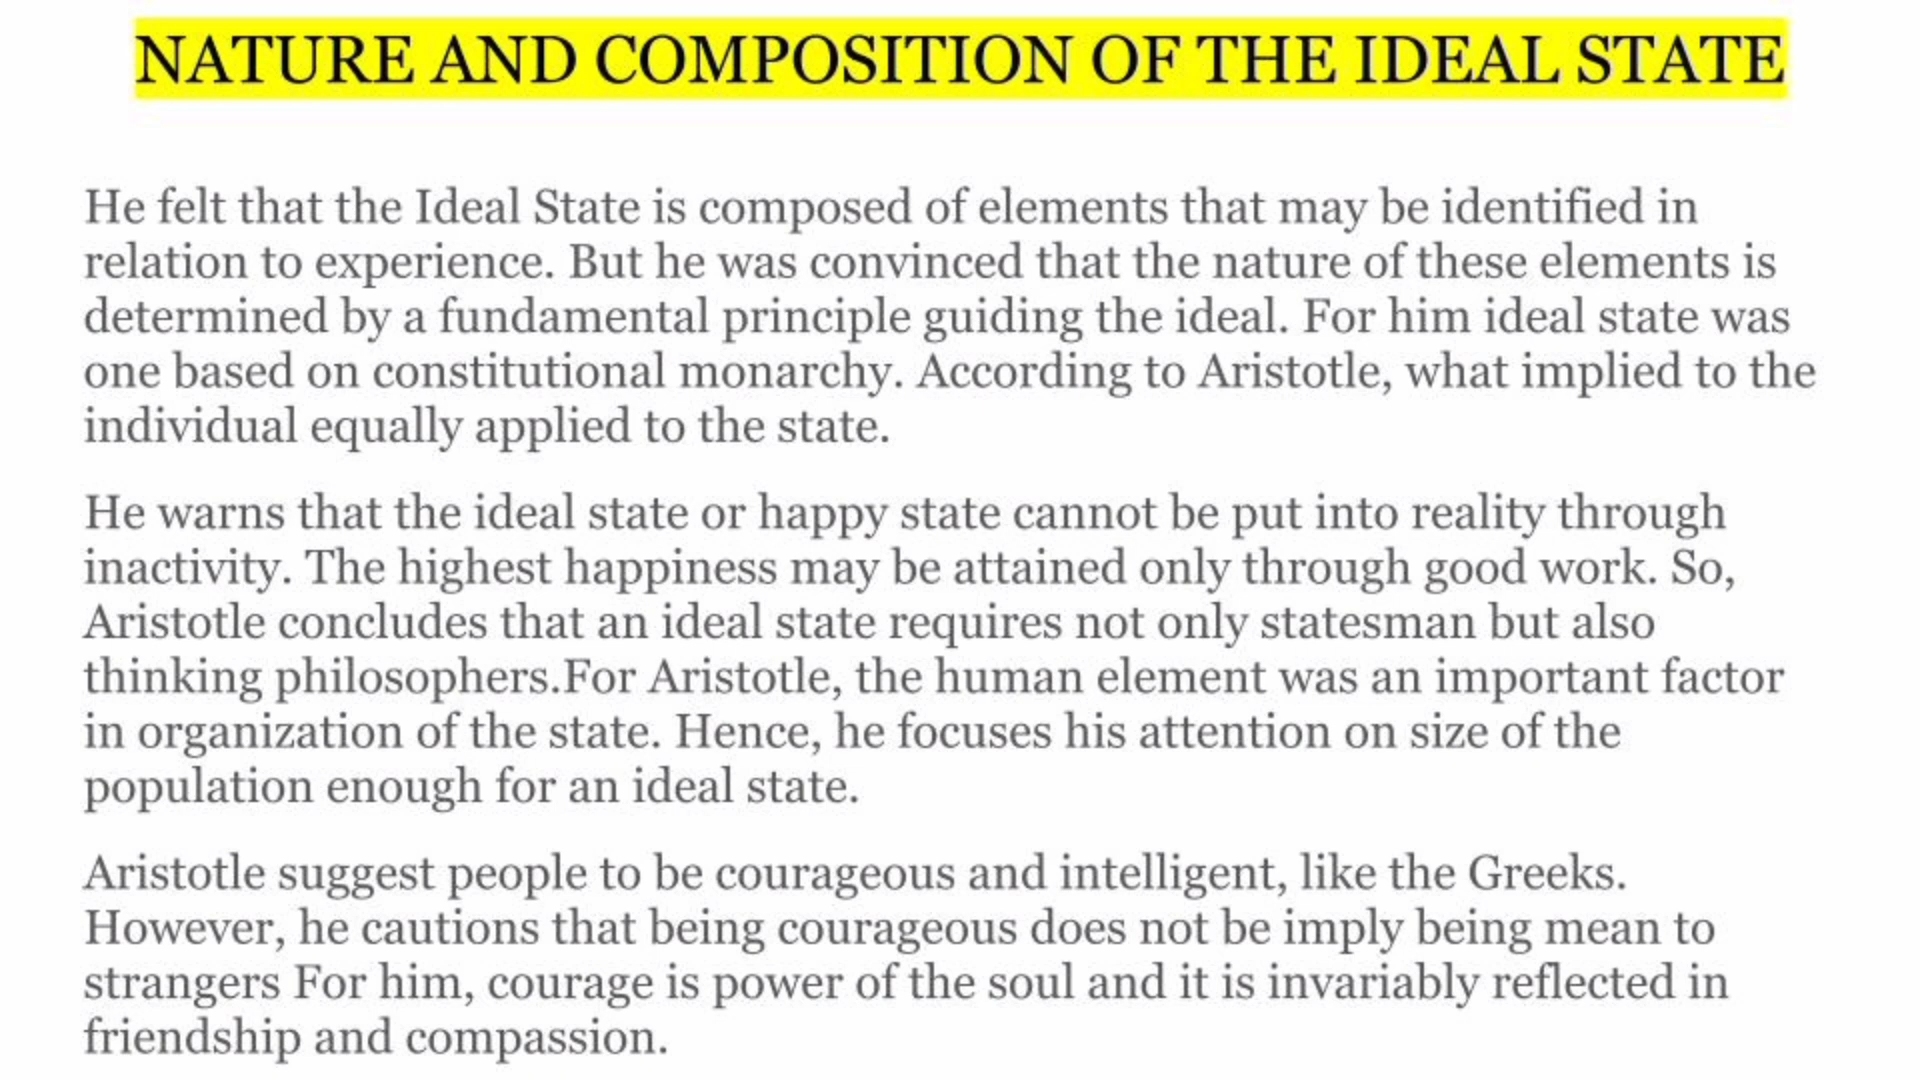 NATURE AND COMPOSITION OF THE IDEAL STATE
He felt that the Ideal State is composed of elements that may be identified in
relation to experience. But he was convinced that the nature of these elements is
determined by a fundamental principle guiding the ideal. For him ideal state was
one based on constitutional monarchy. According to Aristotle, what implied to the
individual equally applied to the state.
He warns that the ideal state or happy state cannot be put into reality through
inactivity. The highest happiness may be attained only through good work. So,
Aristotle concludes that an ideal state requires not only statesman but also
thinking philosophers.For Aristotle, the human element was an important factor
in organization of the state. Hence, he focuses his attention on size of the
population enough for an ideal state.
Aristotle suggest people to be courageous and intelligent, like the Greeks.
However, he cautions that being courageous does not be imply being mean to
strangers For him, courage is power of the soul and it is invariably reflected in
friendship and compassion.